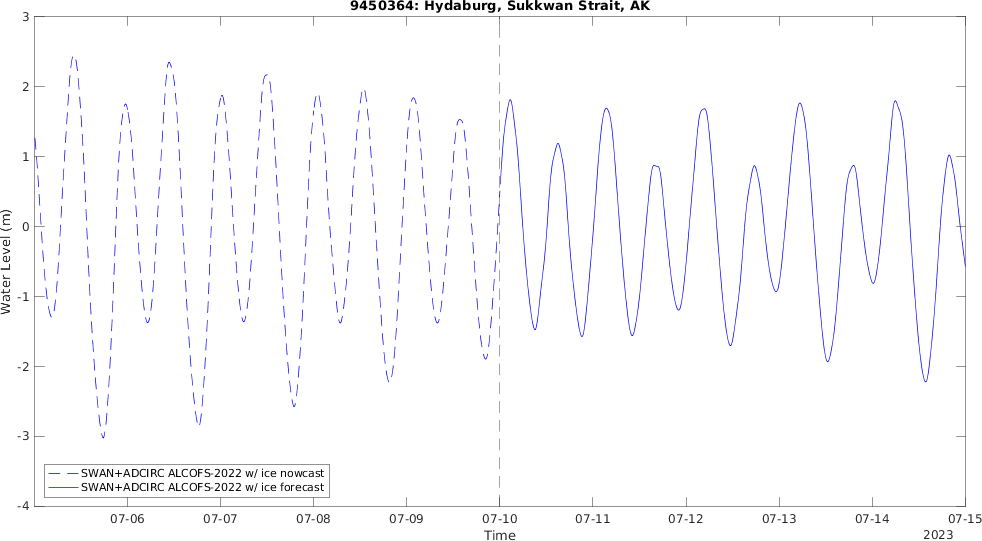 9450364: Hydaburg, Sukkwan Strait, AK
3
2
1
0
-1
-2
-3
-4
Water Level (m)
SWAN+ADCIRC ALCOFS-2022 w/ ice nowcast
SWAN+ADCIRC ALCOFS-2022 w/ ice forecast
07-06 07-07 07-08 07-09 07-10 07-11 07-12 07-13 07-14 07-15
Time
2023